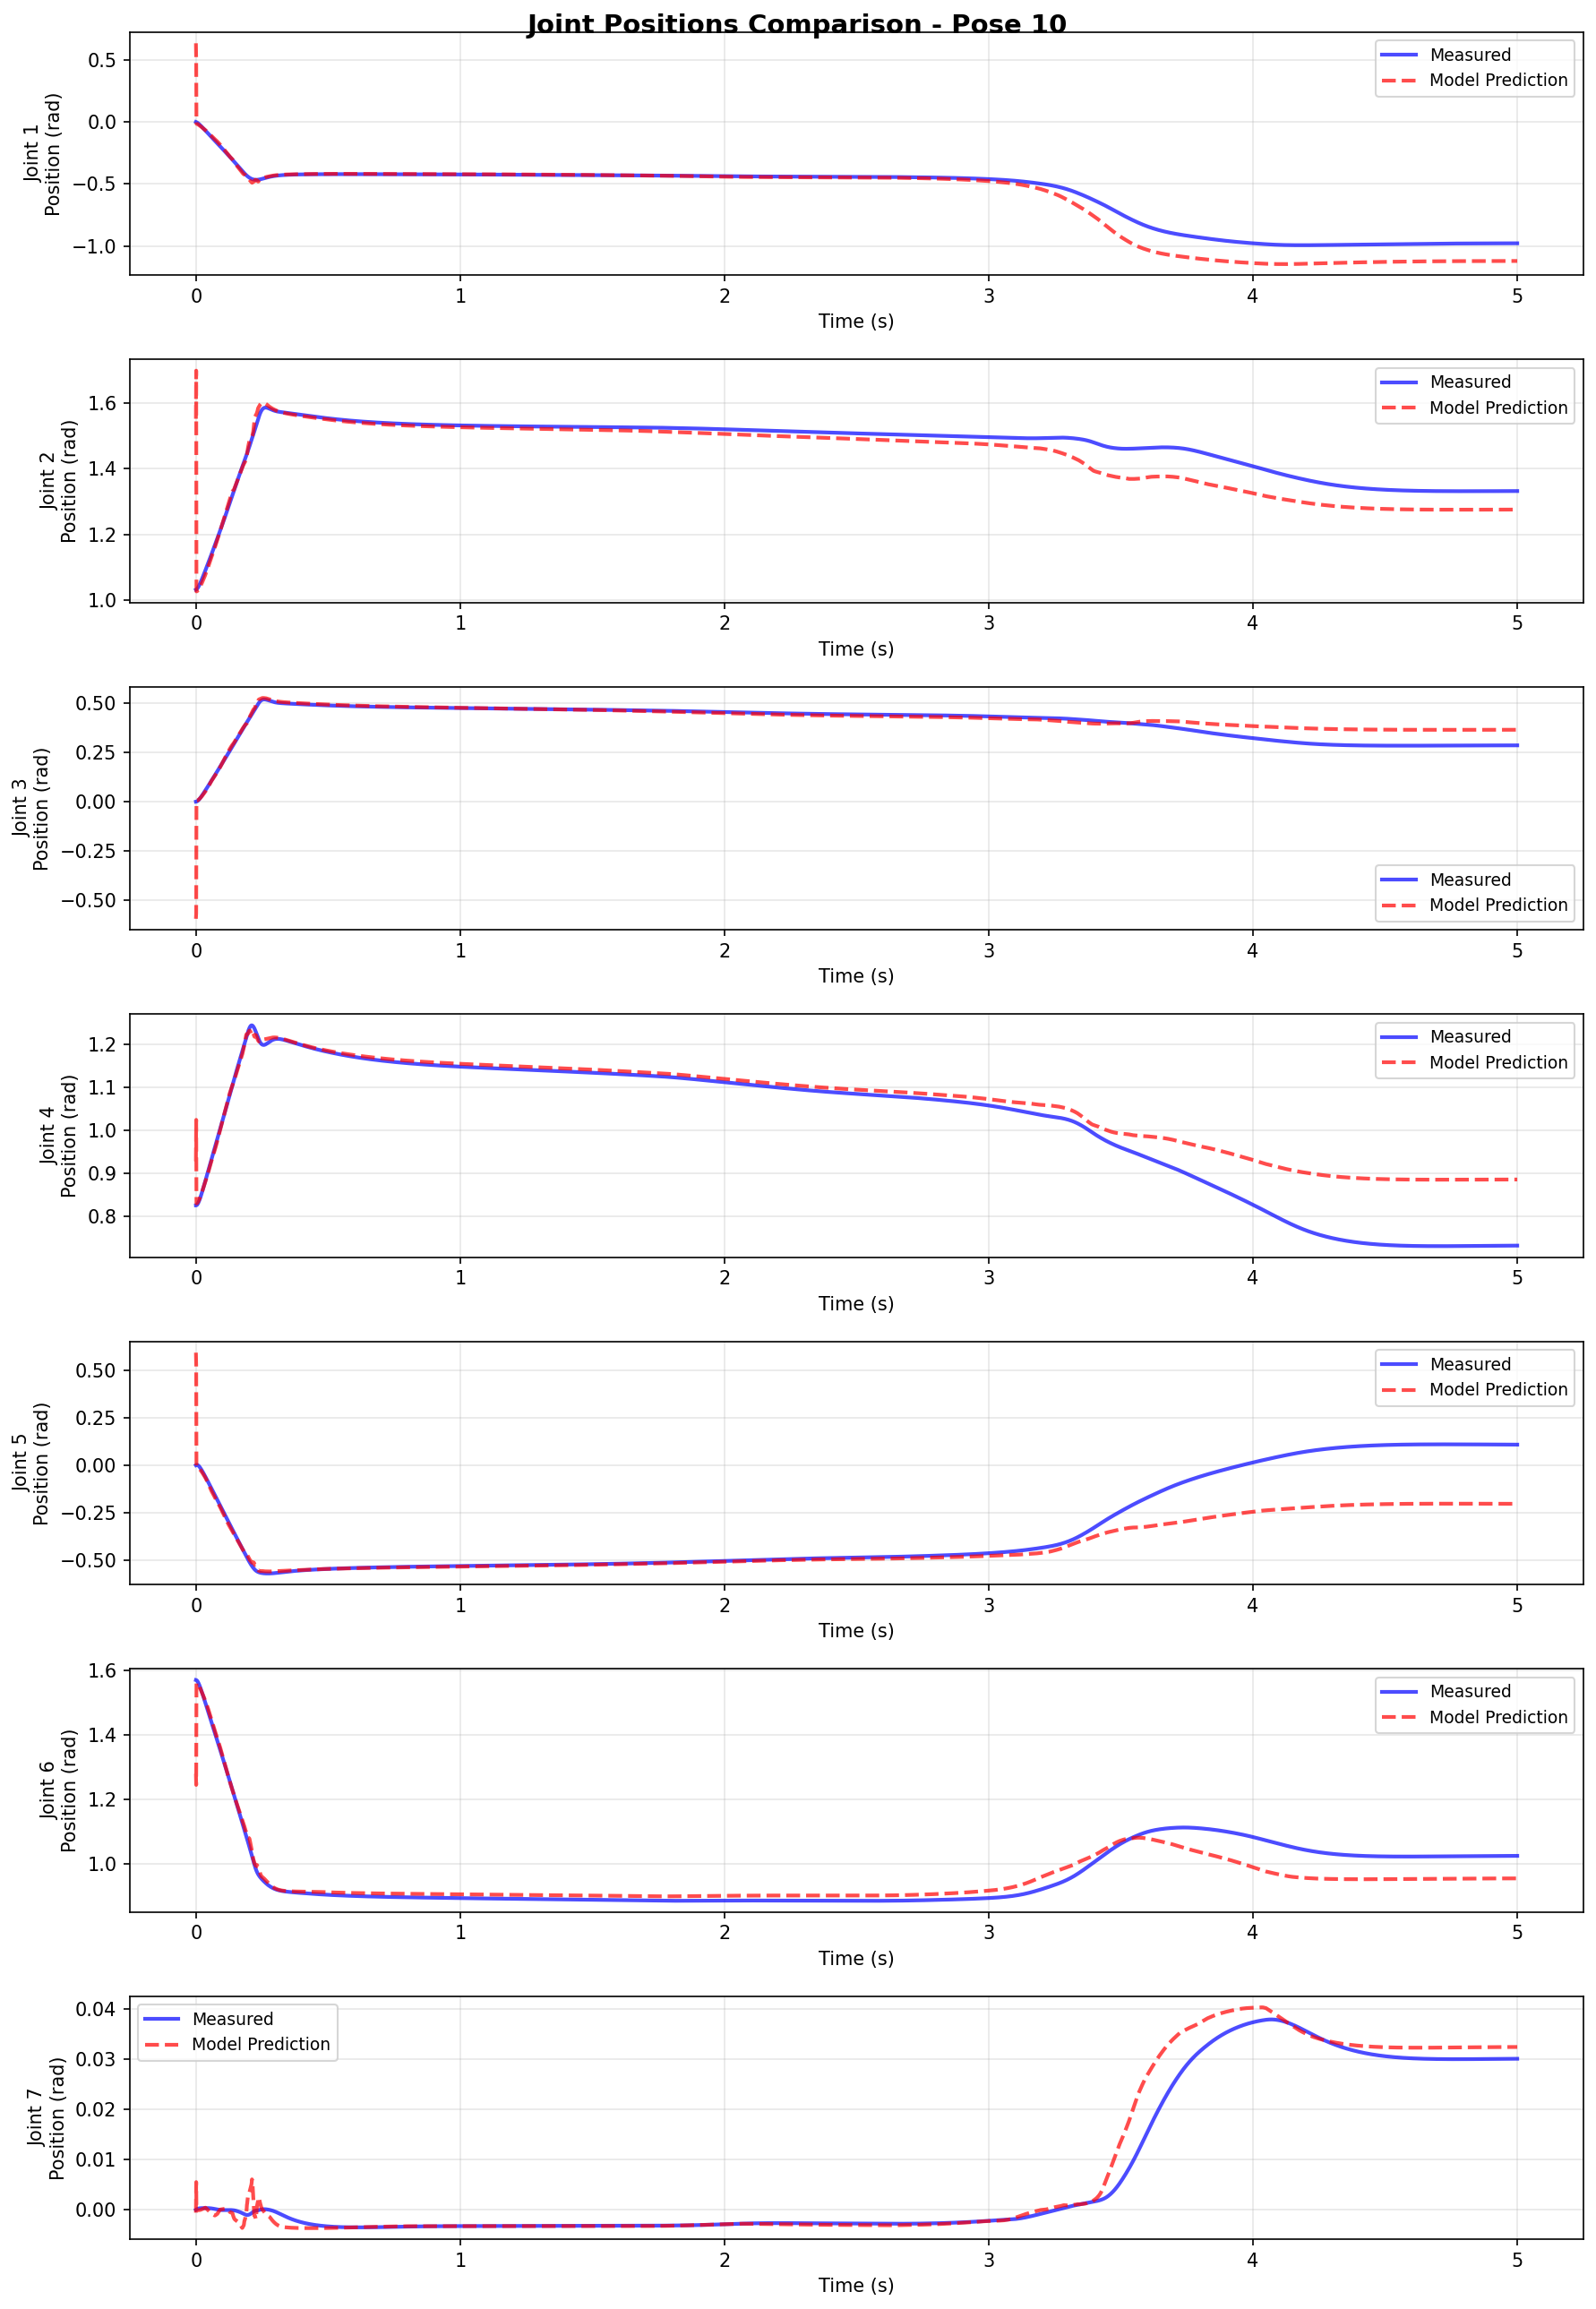 Joint Positions Comparison - Pose 10
Joint 1
Position (rad)
0.5
0.0
−0.5
−1.0
Measured
Model Prediction
0 1 2 3 4 5
Time (s)
Joint 2
Position (rad)
1.6
1.4
1.2
1.0
Measured
Model Prediction
0 1 2 3 4 5
Time (s)
Joint 3
Position (rad)
0.50
0.25
0.00
−0.25
−0.50
Measured
Model Prediction
0 1 2 3 4 5
Time (s)
Joint 4
Position (rad)
1.2
1.1
1.0
0.9
0.8
Measured
Model Prediction
0 1 2 3 4 5
Time (s)
Joint 5
Position (rad)
0.50
0.25
0.00
−0.25
−0.50
Measured
Model Prediction
0 1 2 3 4 5
Time (s)
Joint 6
Position (rad)
1.6
1.4
1.2
1.0
Measured
Model Prediction
0 1 2 3 4 5
Time (s)
Joint 7
Position (rad)
0.04
0.03
0.02
0.01
0.00
Measured
Model Prediction
0 1 2 3 4 5
Time (s)